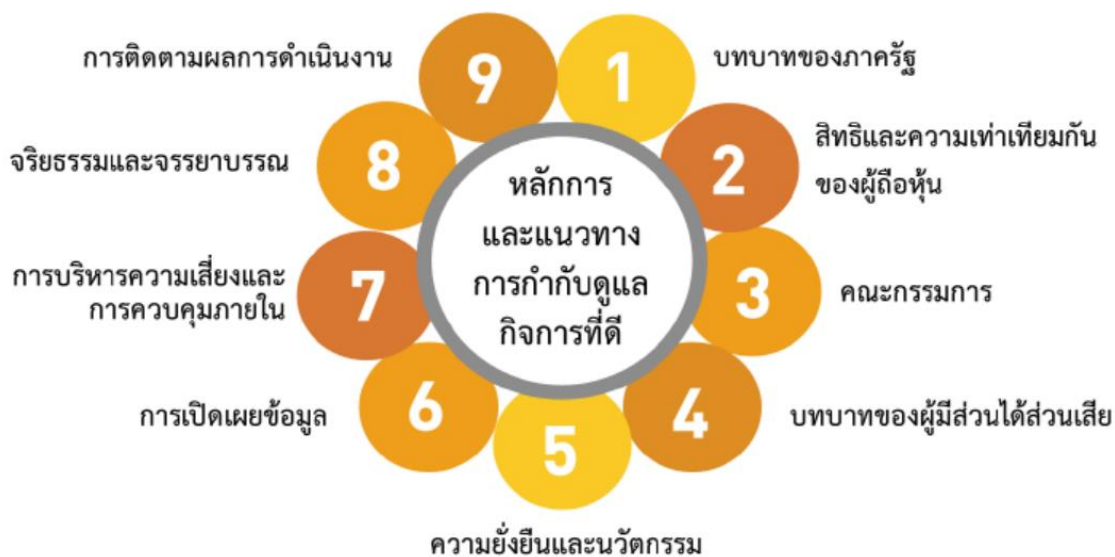 หลักการ
และแนวทาง
การกำกับดูแล
กิจการที่ดี
1
บทบาทของภาครัฐ
2
สิทธิและความเท่าเทียมกัน
ของผู้ถือหุ้น
3
คณะกรรมการ
4
บทบาทของผู้มีส่วนได้ส่วนเสีย
5
ความยั่งยืนและนวัตกรรม
6
การเปิดเผยข้อมูล
7
การบริหารความเสี่ยงและ
การควบคุมภายใน
8
จริยธรรมและจรรยาบรรณ
9
การติดตามผลการดำเนินงาน